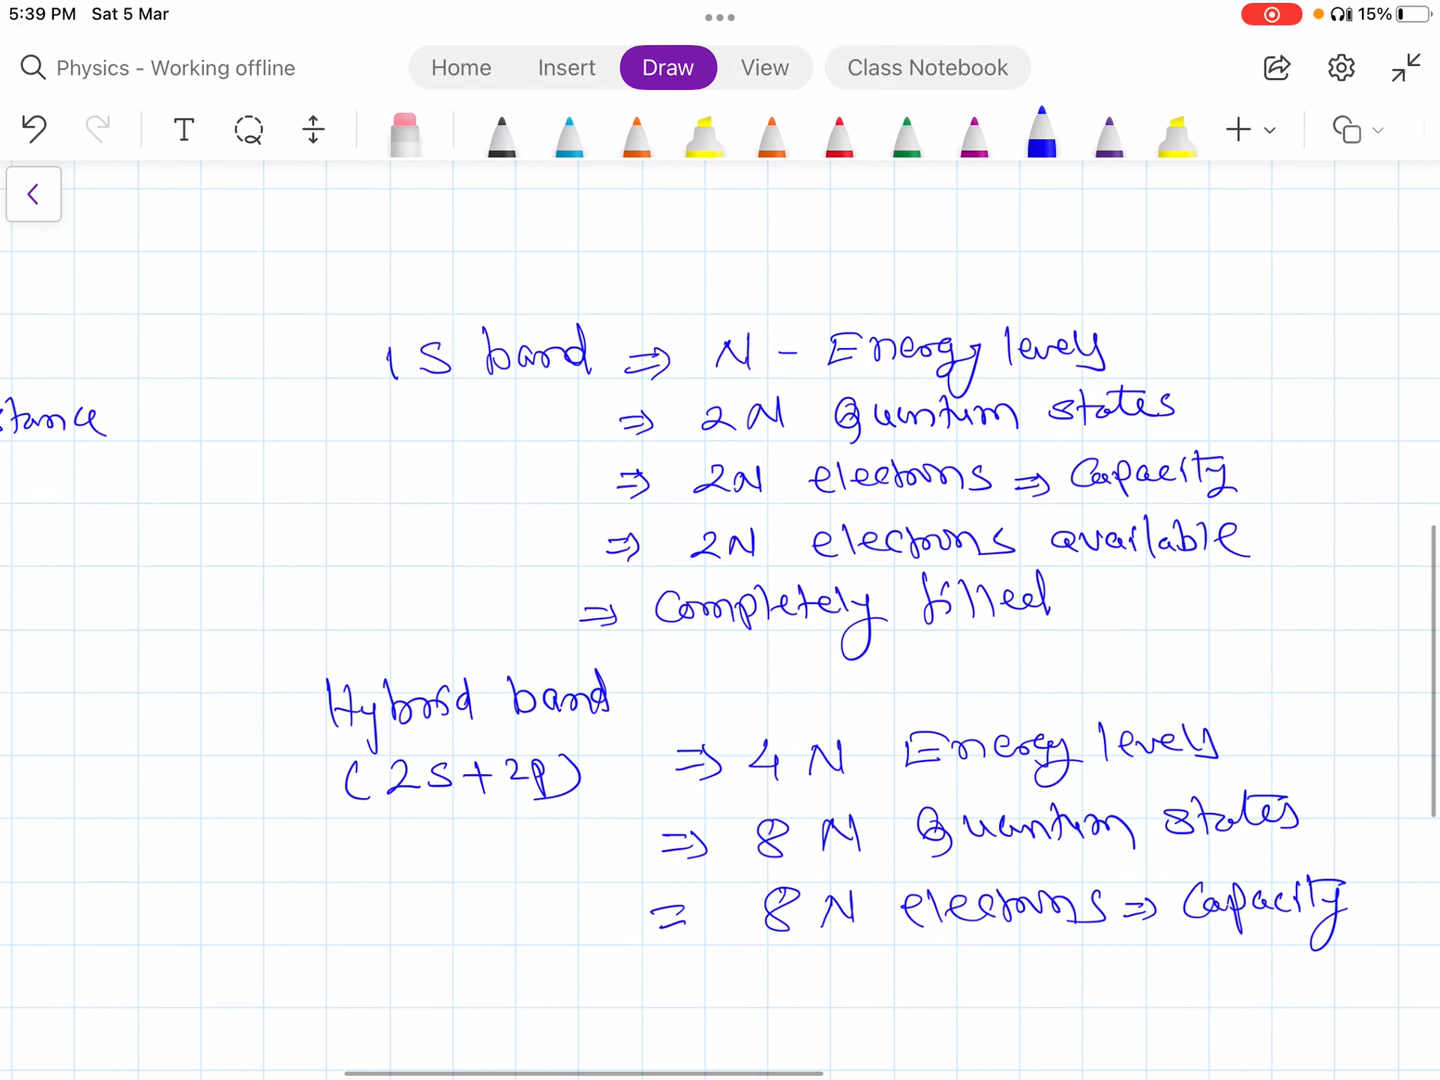 5:39 PM Sat 5 Mar
15%
Physics - Working offline
Home Insert Draw View Class Notebook
T
1S band ⇒ N - Energy levels
stance
⇒ 2N Quantum states
⇒ 2N electrons ⇒ Capacity
⇒ 2N electrons available
⇒ Completely filled
Hybrid band
(2S+2P) ⇒ 4N Energy levels
⇒ 8N Quantum states
= 8N electrons ⇒ Capacity